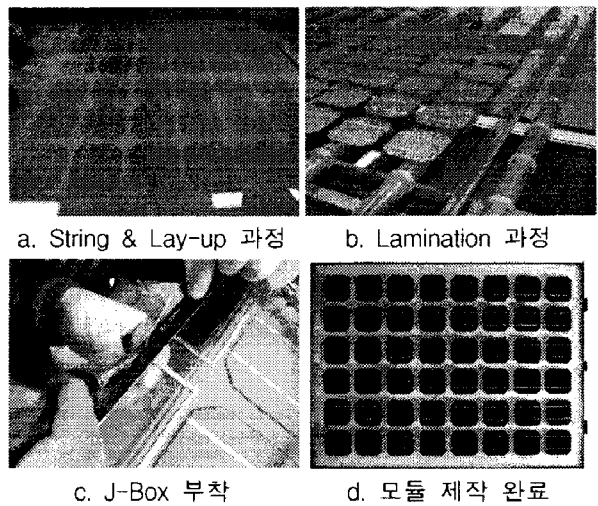 a. String & Lay-up 과정
b. Lamination 과정
c. J-Box 부착
d. 모듈 제작 완료